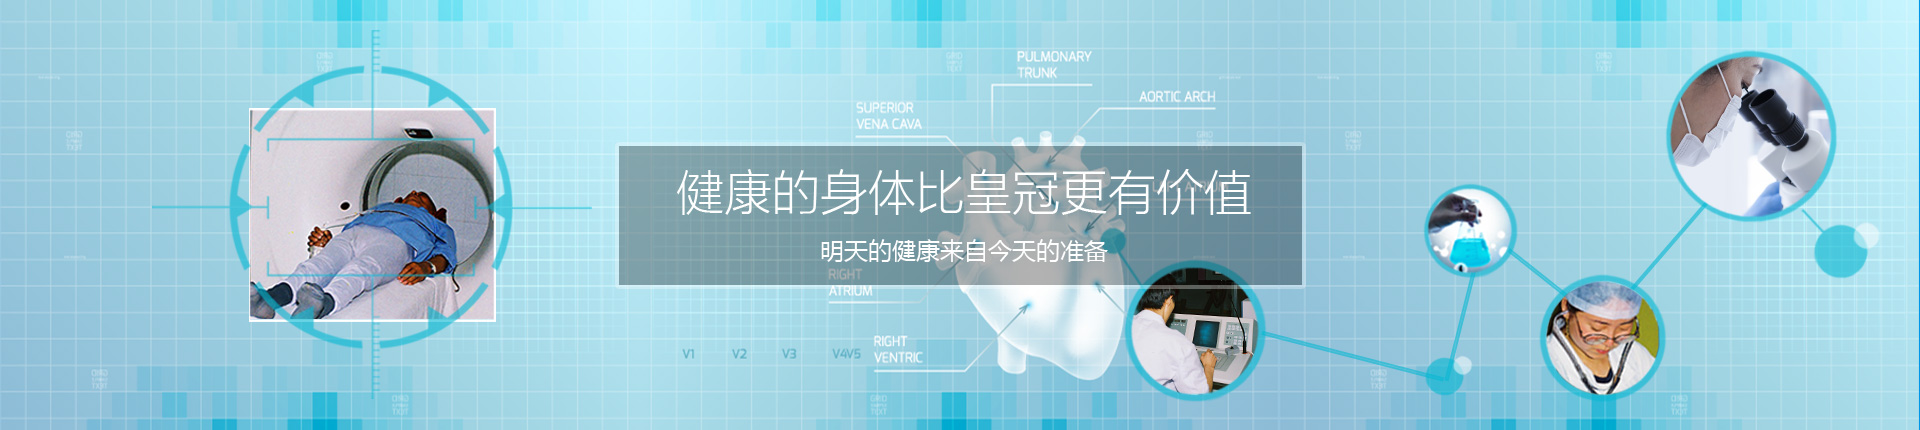 PULMONARY
TRUNK
AORTIC ARCH
SUPERIOR
VENA CAVA
健康的身体比皇冠更有价值
明天的健康来自今天的准备
RIGHT
ATRIUM
RIGHT
VENTRIC
V1 V2 V3 V4V5